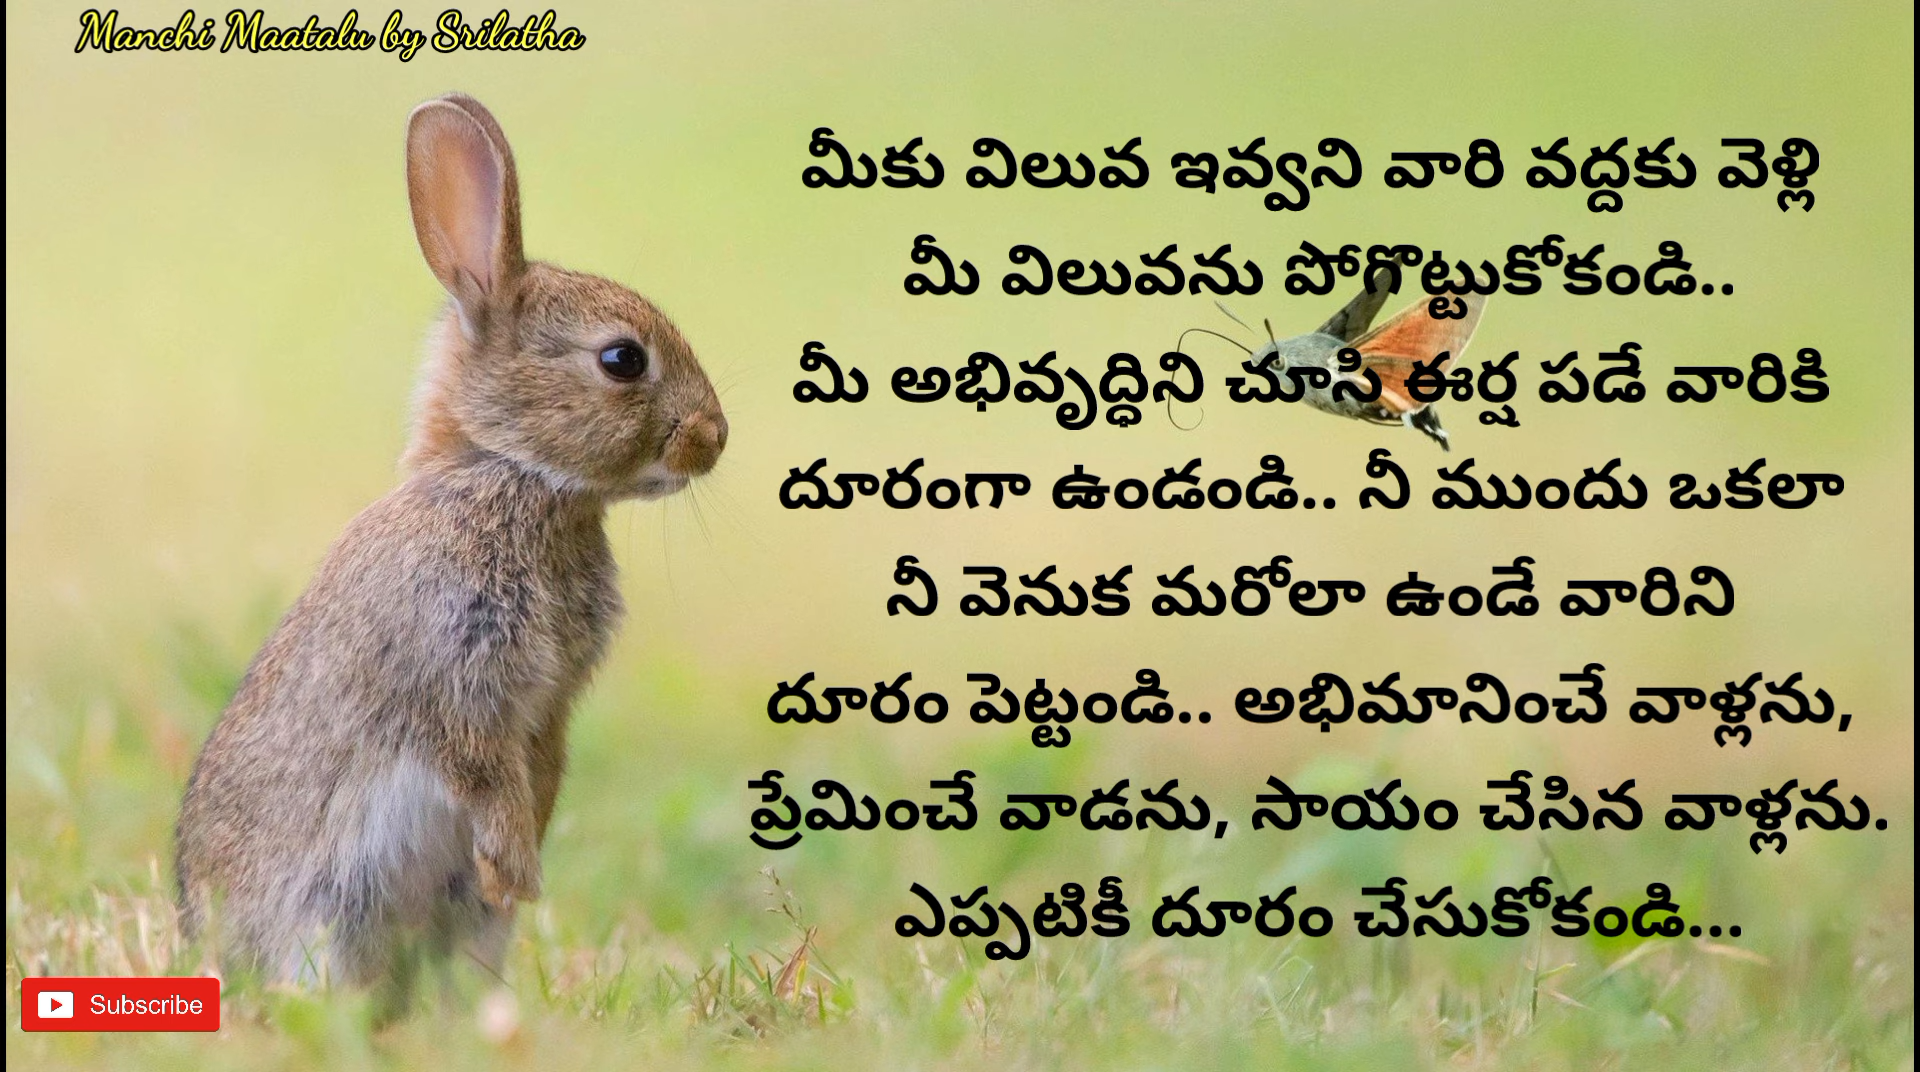 Manchi Maatalu by Srilatha
మీకు విలువ ఇవ్వని వారి వద్దకు వెళ్లి
మీ విలువను పోగొట్టుకోకండి..
మీ అభివృద్ధిని చూసి ఈర్ష పడే వారికి
దూరంగా ఉండండి.. నీ ముందు ఒకలా
నీ వెనుక మరోలా ఉండే వారిని
దూరం పెట్టండి.. అభిమానించే వాళ్లను,
ప్రేమించే వాడను, సాయం చేసిన వాళ్లను.
ఎప్పటికీ దూరం చేసుకోకండి...
Subscribe